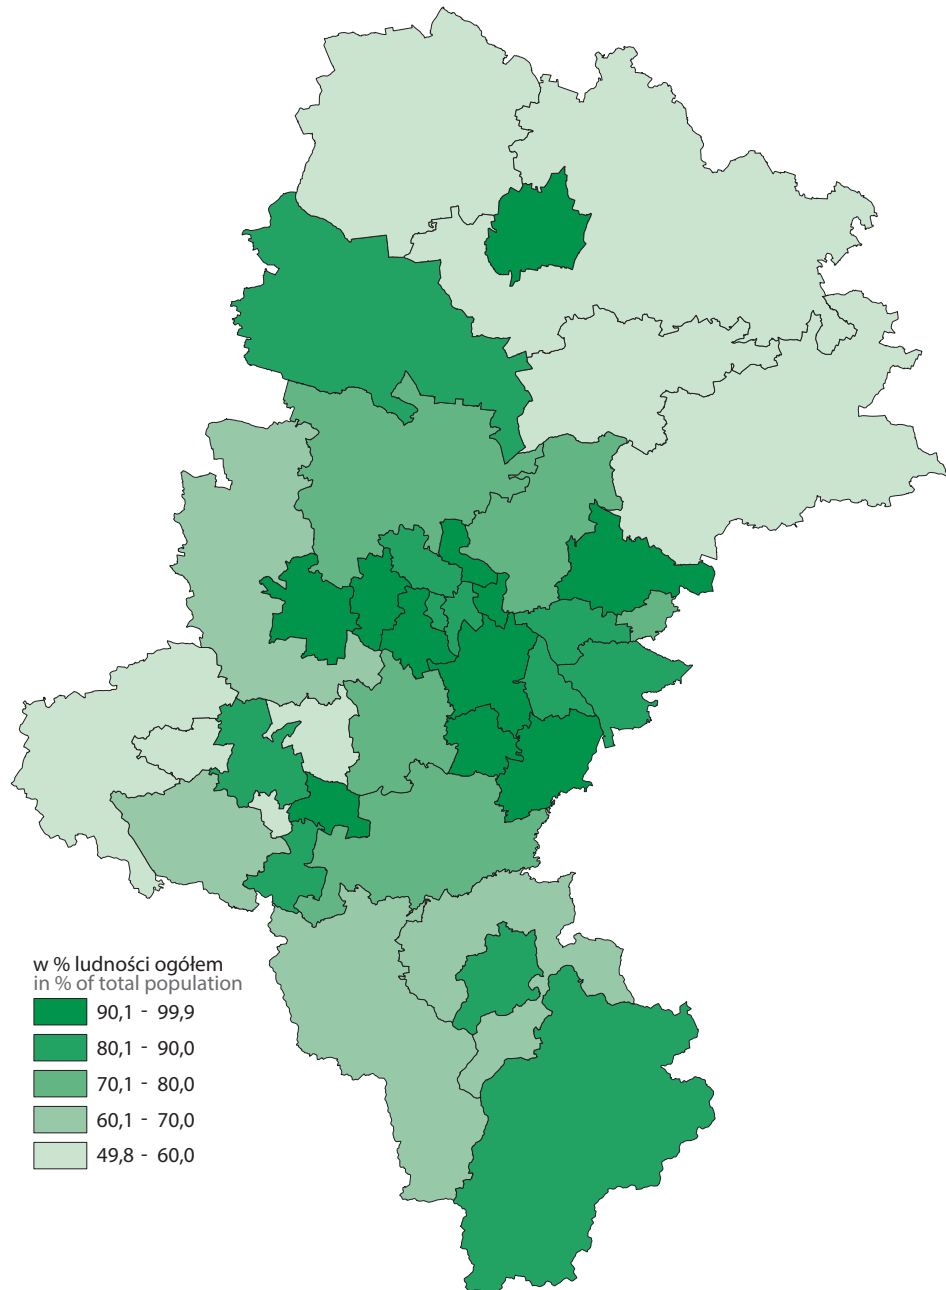 w % ludności ogółem
in % of total population
90,1 - 99,9
80,1 - 90,0
70,1 - 80,0
60,1 - 70,0
49,8 - 60,0